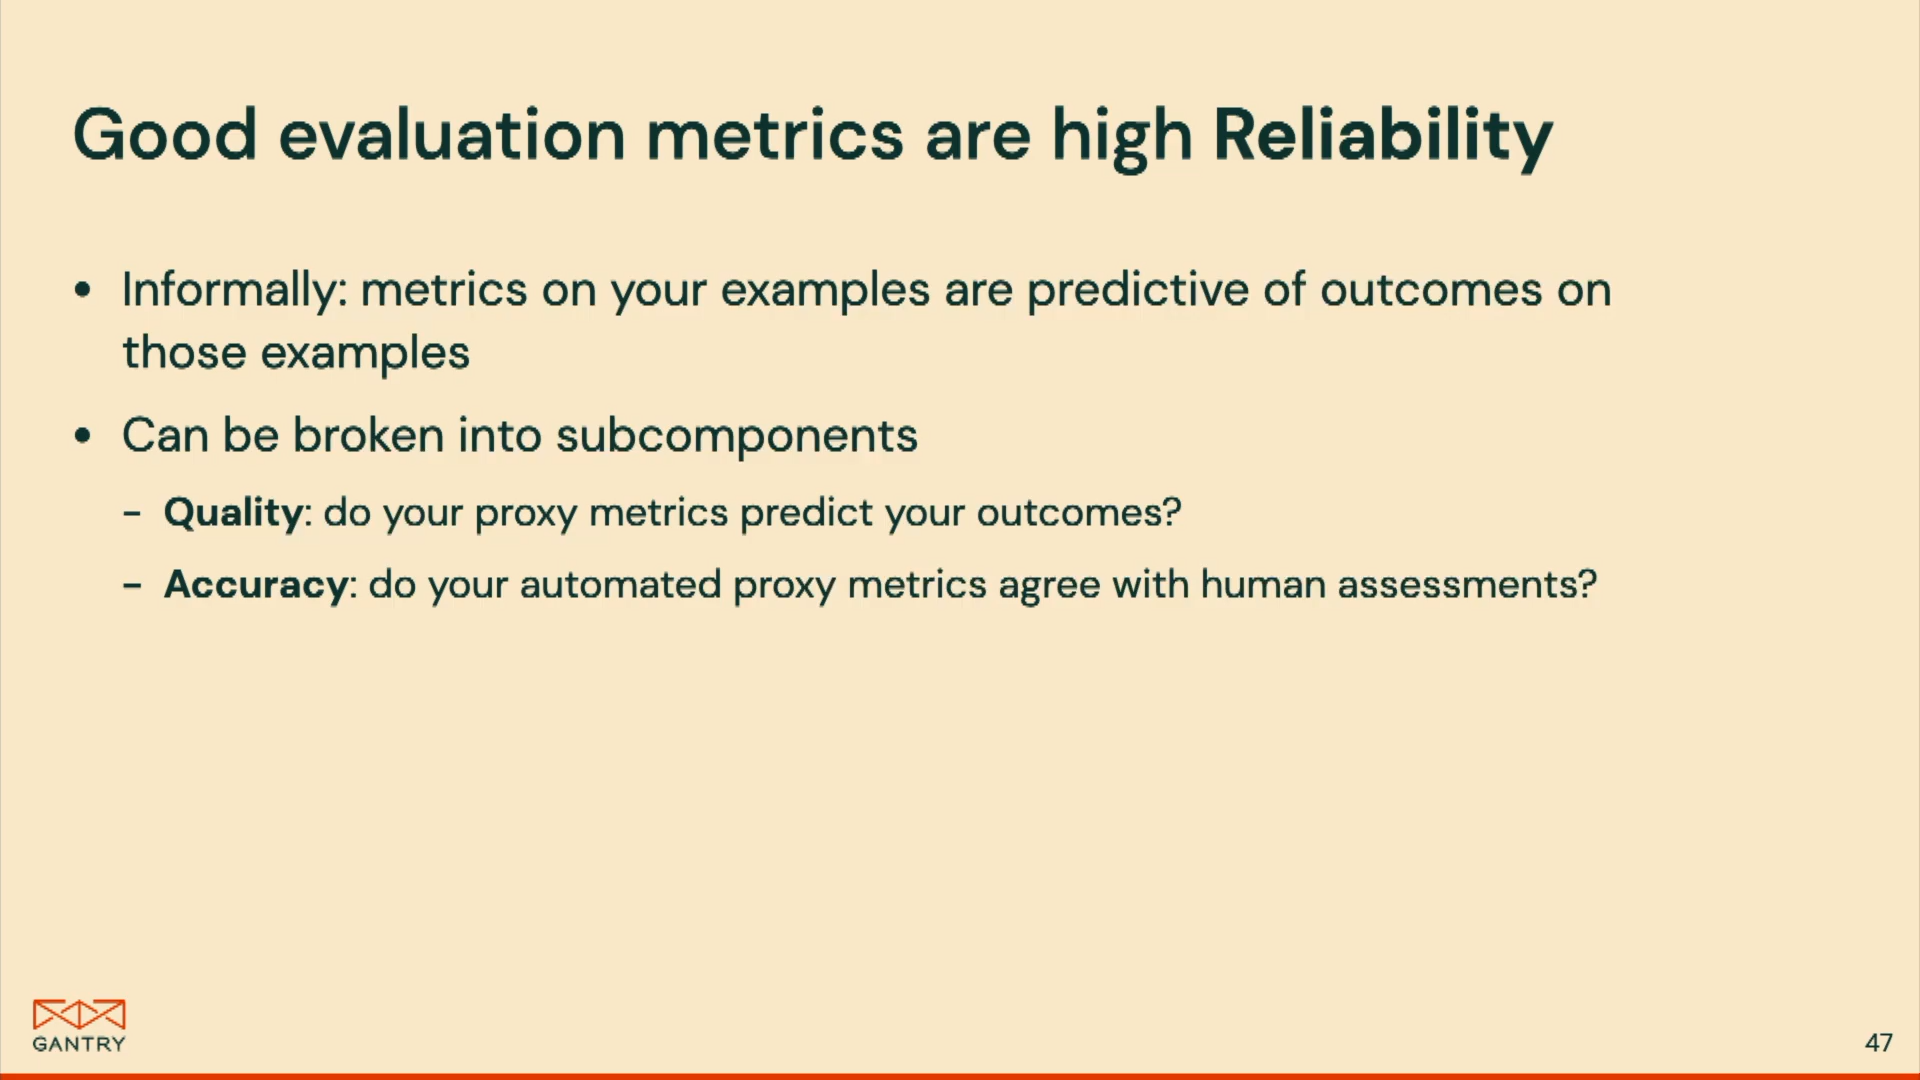 Good evaluation metrics are high Reliability
• Informally: metrics on your examples are predictive of outcomes on
those examples
• Can be broken into subcomponents
- Quality: do your proxy metrics predict your outcomes?
- Accuracy: do your automated proxy metrics agree with human assessments?
GANTRY
47